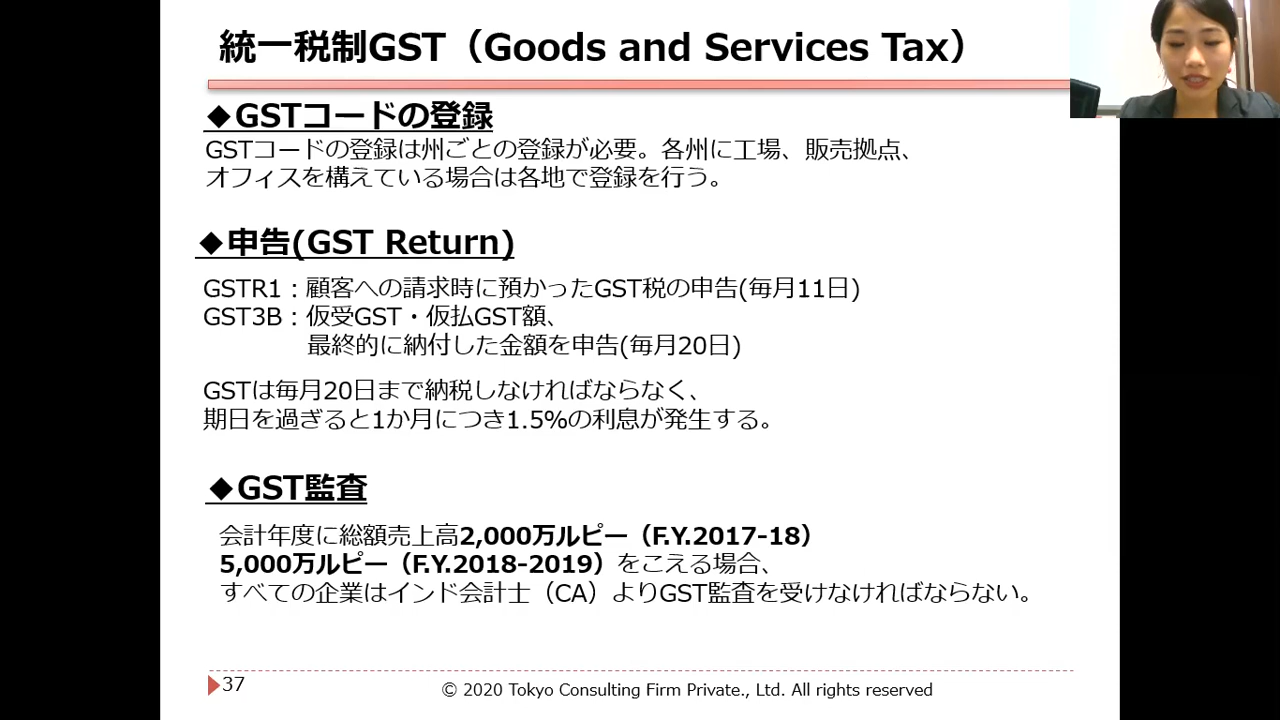 統一税制GST（Goods and Services Tax）
◆GSTコードの登録
GSTコードの登録は州ごとの登録が必要。各州に工場、販売拠点、
オフィスを構えている場合は各地で登録を行う。
◆申告(GST Return)
GSTR1：顧客への請求時に預かったGST税の申告(毎月11日)
GST3B：仮受GST・仮払GST額、
最終的に納付した金額を申告(毎月20日)
GSTは毎月20日まで納税しなければならなく、
期日を過ぎると1か月につき1.5%の利息が発生する。
◆GST監査
会計年度に総額売上高2,000万ルピー（F.Y.2017-18）
5,000万ルピー（F.Y.2018-2019）をこえる場合、
すべての企業はインド会計士（CA）よりGST監査を受けなければならない。
37
© 2020 Tokyo Consulting Firm Private., Ltd. All rights reserved